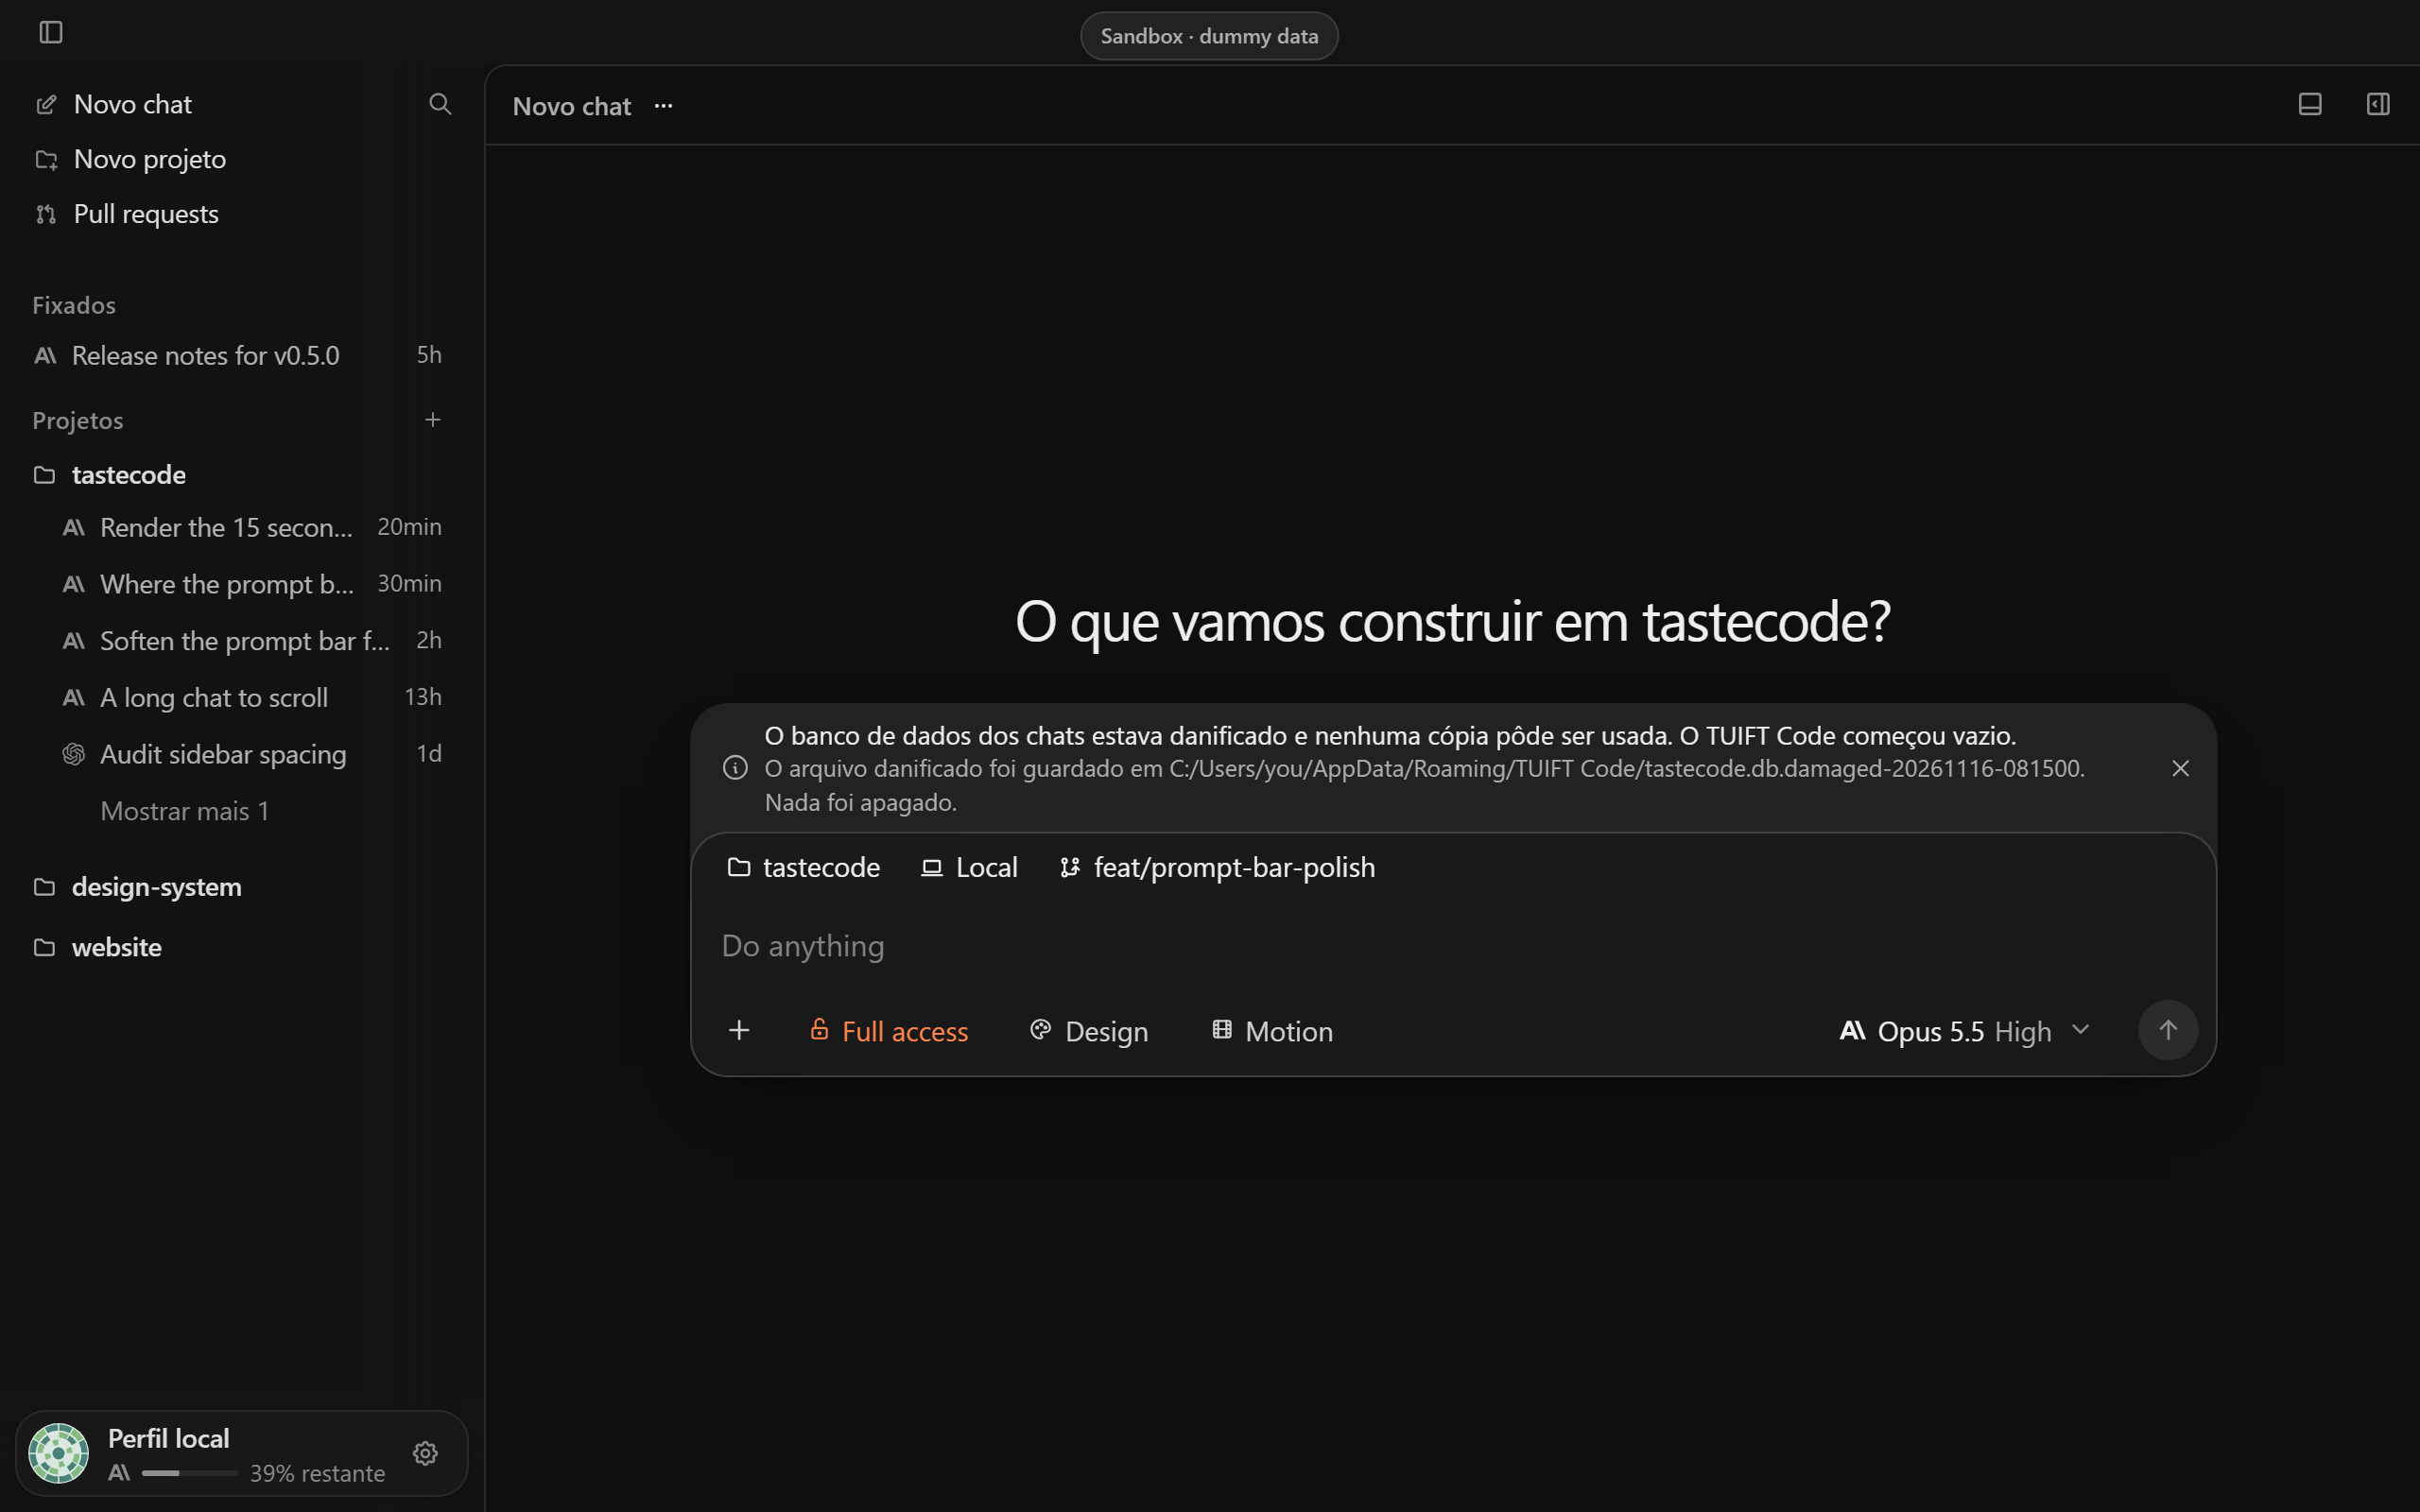 Sandbox · dummy data
Novo chat
Novo projeto
Pull requests
Fixados
Release notes for v0.5.0 5h
Projetos
tastecode
Render the 15 secon... 20min
Where the prompt b... 30min
Soften the prompt bar f... 2h
A long chat to scroll 13h
Audit sidebar spacing 1d
Mostrar mais 1
design-system
website
Perfil local
39% restante
Novo chat
O que vamos construir em tastecode?
O banco de dados dos chats estava danificado e nenhuma cópia pôde ser usada. O TUIFT Code começou vazio.
O arquivo danificado foi guardado em C:/Users/you/AppData/Roaming/TUIFT Code/tastecode.db.damaged-20261116-081500.
Nada foi apagado.
tastecode Local feat/prompt-bar-polish
Do anything
Full access Design Motion Opus 5.5 High